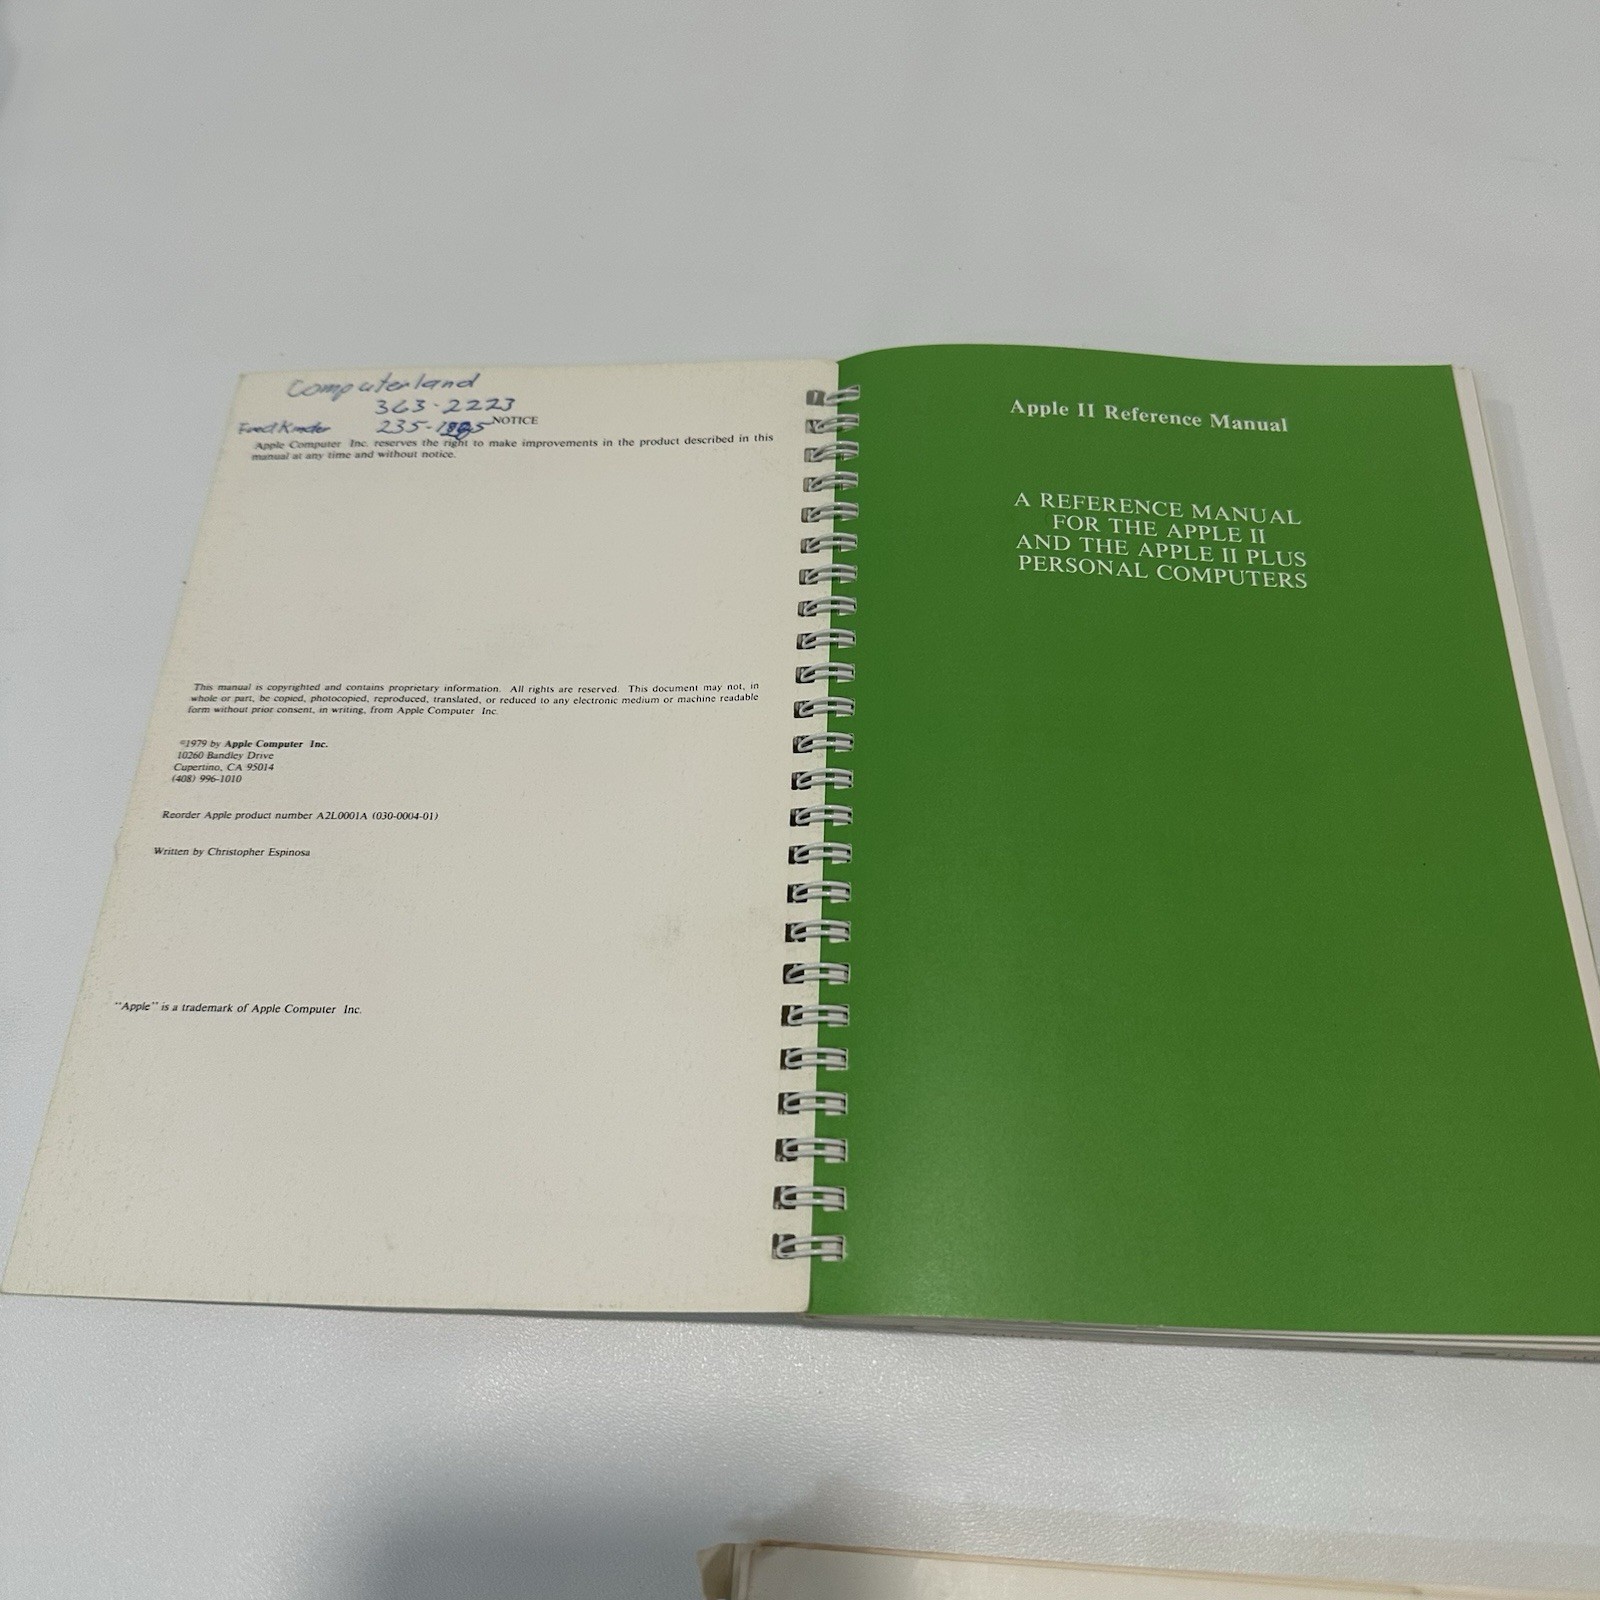 Computerland
363-2223
235-
NOTICE
Apple Computer Inc. reserves the right to make improvements in the product described in this
manual at any time and without notice.
This manual is copyrighted and contains proprietary information. All rights are reserved. This document may not, in
whole or part, be copied, photocopied, reproduced, translated, or reduced to any electronic medium or machine readable
form without prior consent, in writing, from Apple Computer Inc.
©1979 by Apple Computer Inc.
10260 Bandley Drive
Cupertino, CA 95014
(408) 996-1010
Reorder Apple product number A2L0001A (030-0004-01)
Written by Christopher Espinosa
"Apple" is a trademark of Apple Computer Inc.
Apple II Reference Manual
A REFERENCE MANUAL
FOR THE APPLE II
AND THE APPLE II PLUS
PERSONAL COMPUTERS